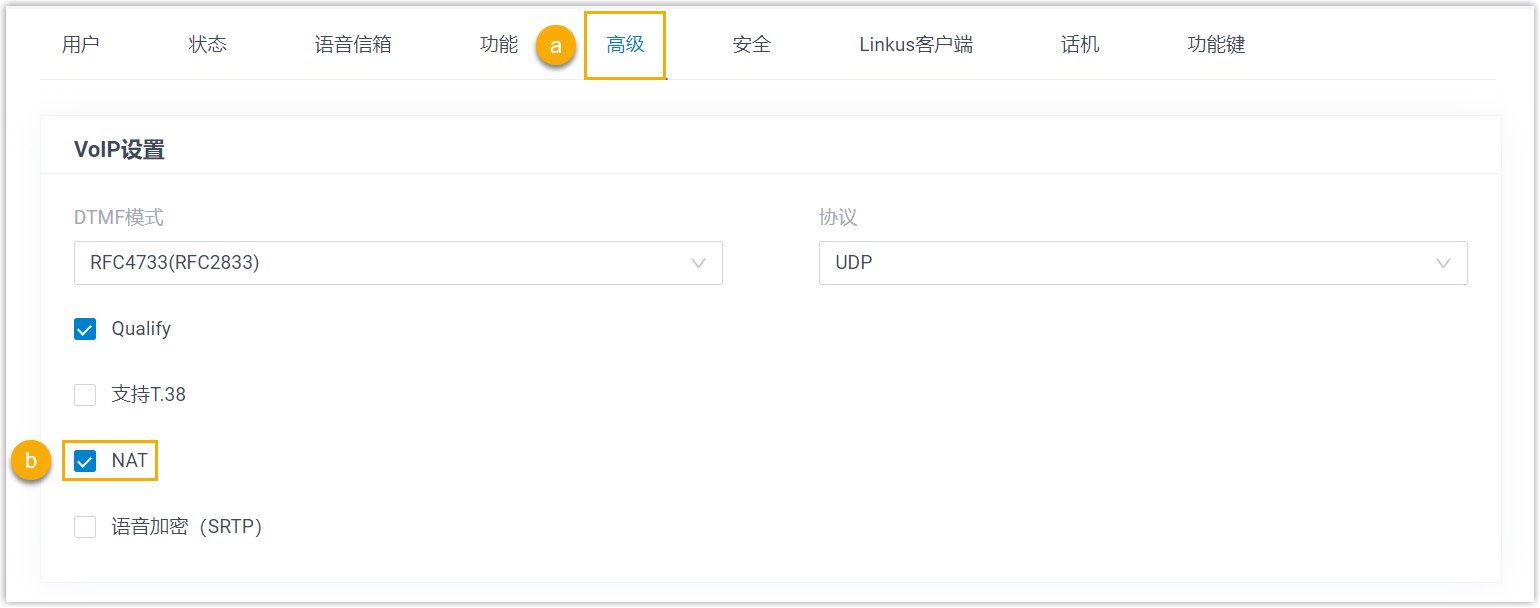 用户 状态 语音信箱 功能 a 高级 安全 Linkus客户端 话机 功能键
VoIP设置
DTMF模式 协议
RFC4733(RFC2833) UDP
Qualify
支持T.38
b NAT
语音加密（SRTP）